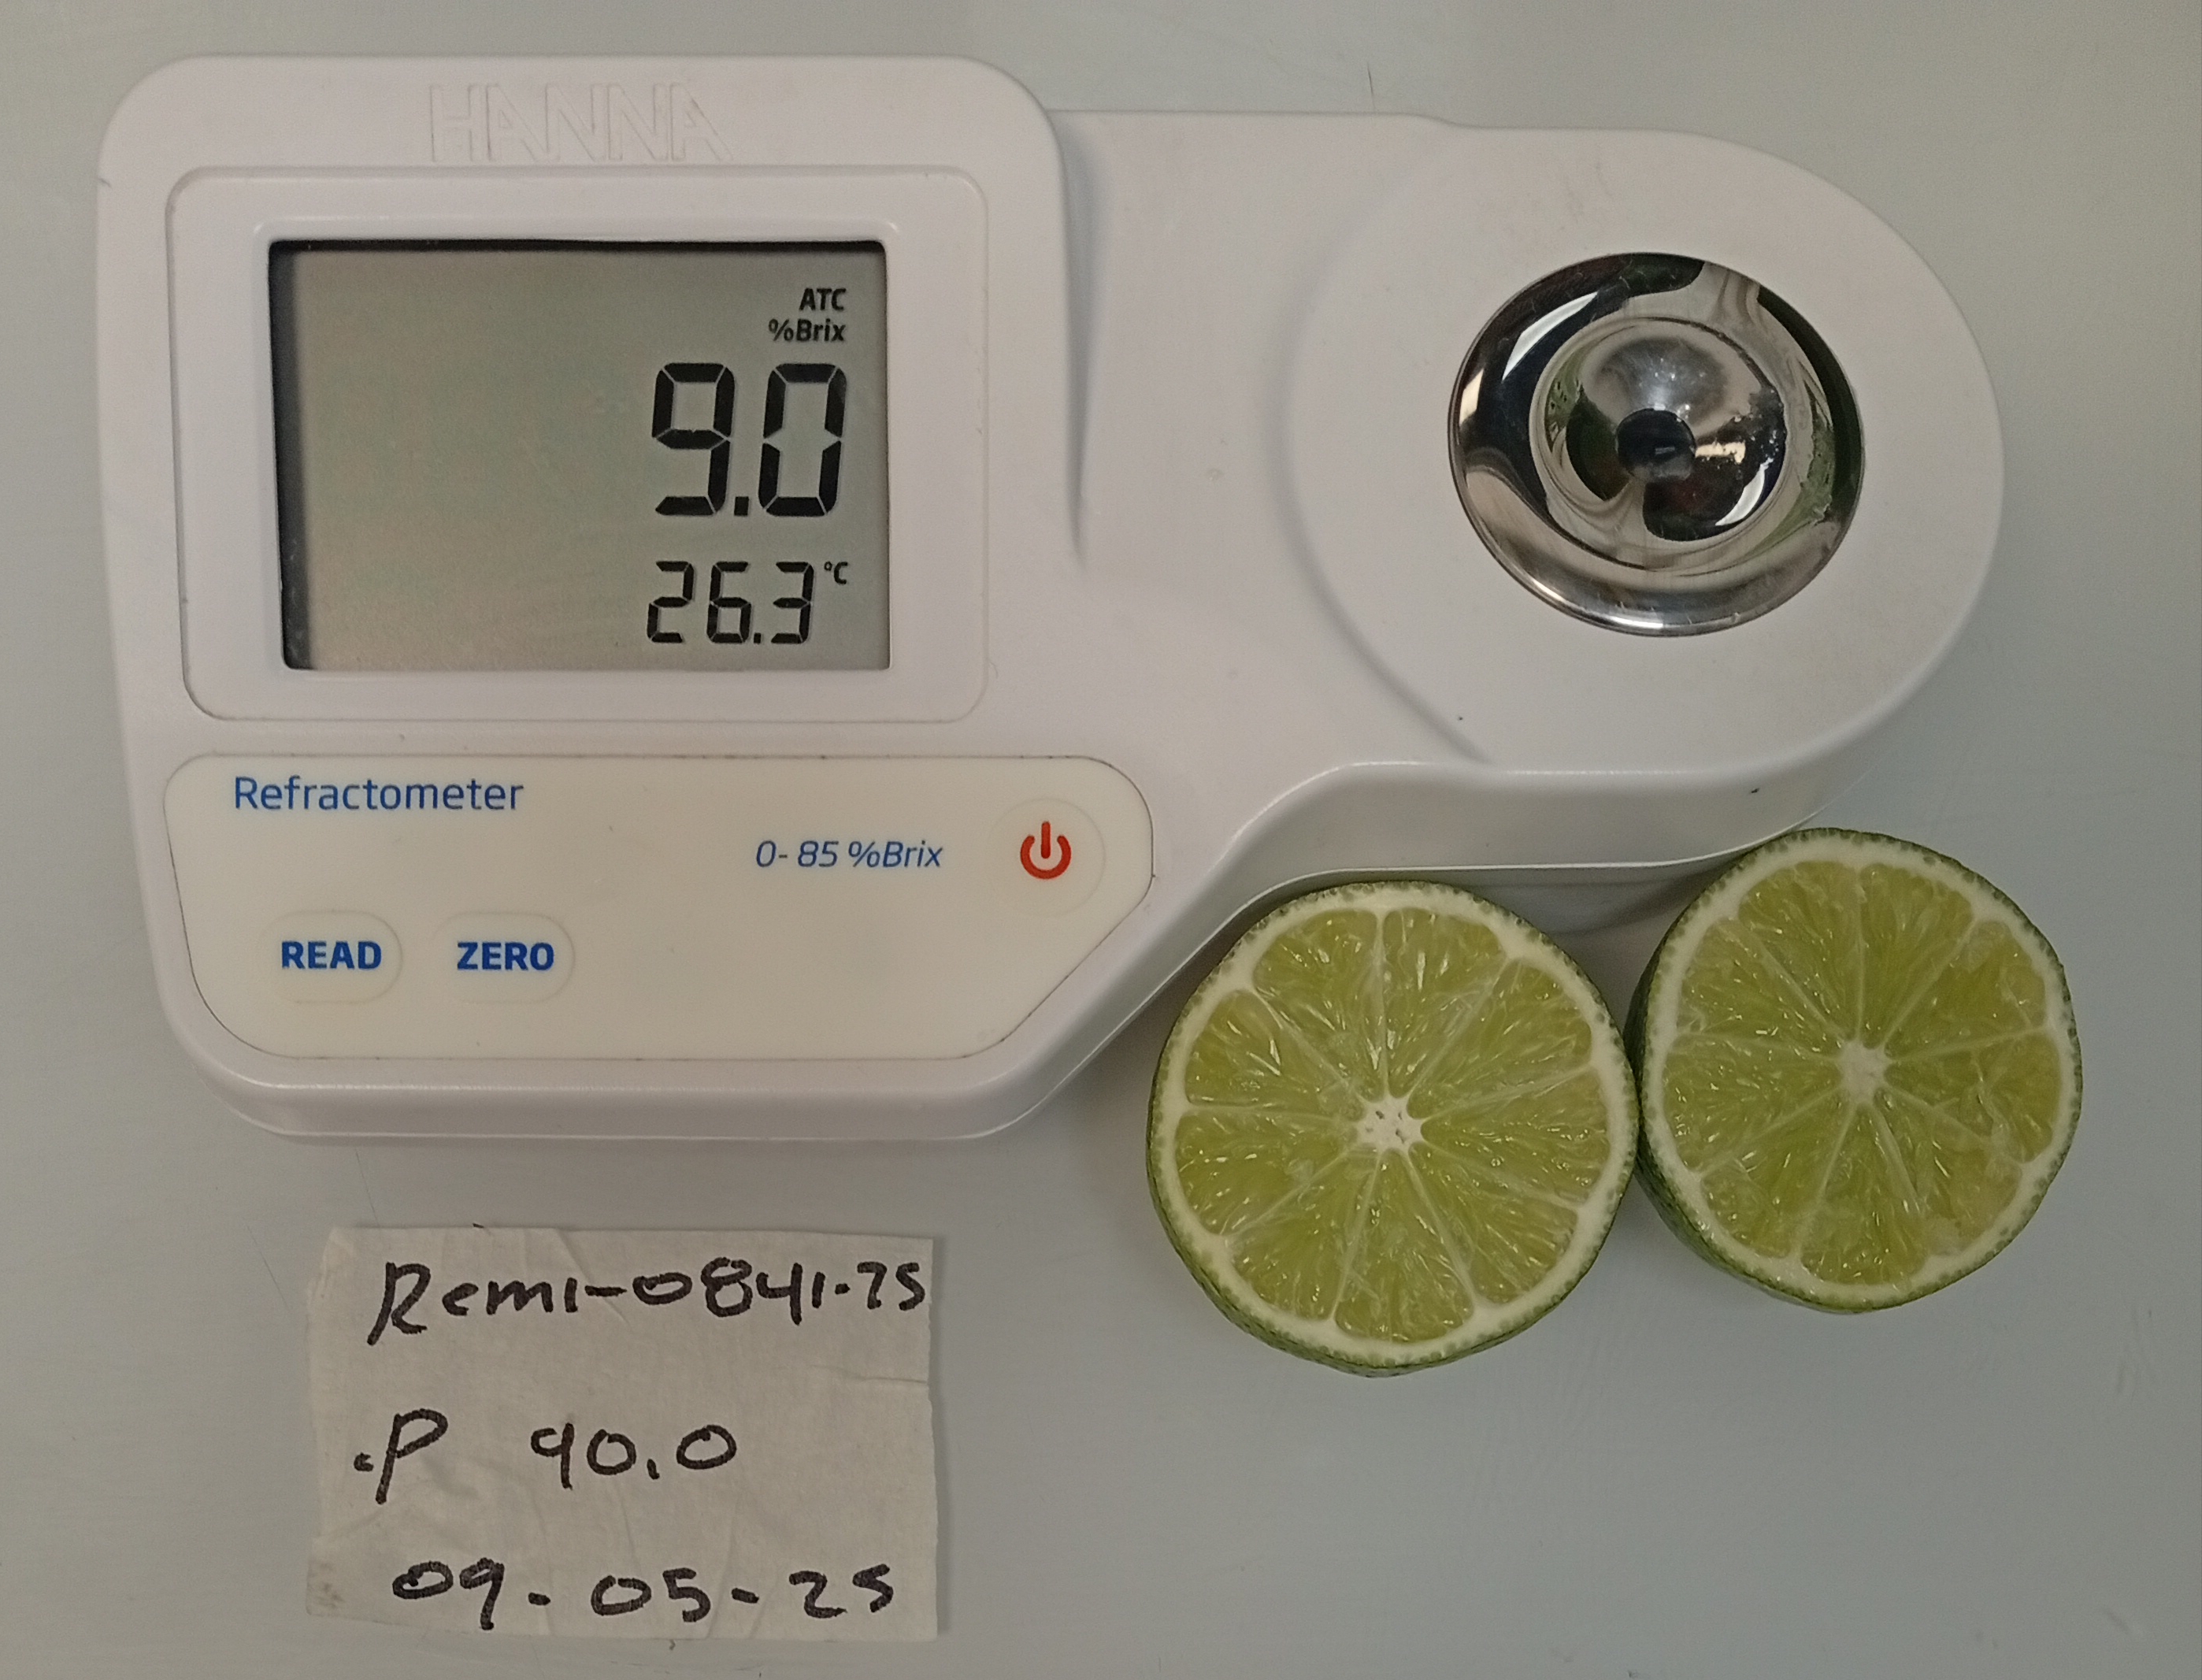 HANNA
ATC
%Brix
9.0
26.3 °C
Refractometer
0-85 %Brix
READ ZERO
Remi-0841-25
.P 90.0
09-05-25